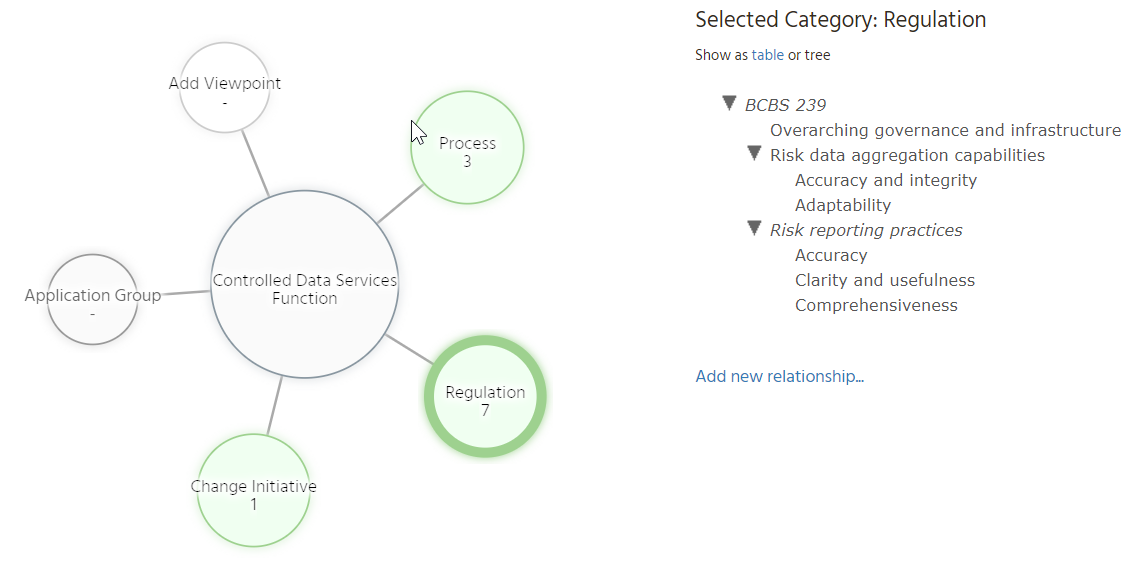 Selected Category: Regulation
Show as table or tree
Add Viewpoint
-
Process
3
Controlled Data Services
Function
Application Group
-
Regulation
7
Change Initiative
1
BCBS 239
Overarching governance and infrastructure
Risk data aggregation capabilities
Accuracy and integrity
Adaptability
Risk reporting practices
Accuracy
Clarity and usefulness
Comprehensiveness
Add new relationship...